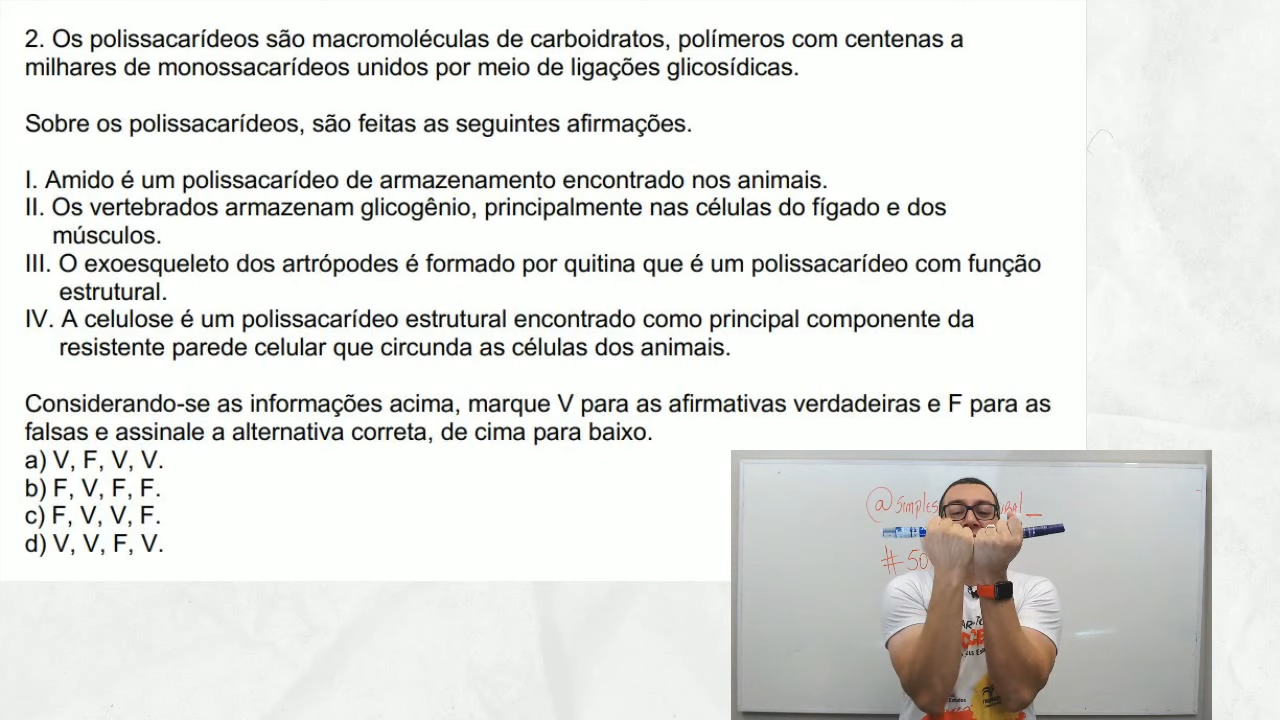 2. Os polissacarídeos são macromoléculas de carboidratos, polímeros com centenas a
milhares de monossacarídeos unidos por meio de ligações glicosídicas.
Sobre os polissacarídeos, são feitas as seguintes afirmações.
I. Amido é um polissacarídeo de armazenamento encontrado nos animais.
II. Os vertebrados armazenam glicogênio, principalmente nas células do fígado e dos
músculos.
III. O exoesqueleto dos artrópodes é formado por quitina que é um polissacarídeo com função
estrutural.
IV. A celulose é um polissacarídeo estrutural encontrado como principal componente da
resistente parede celular que circunda as células dos animais.
Considerando-se as informações acima, marque V para as afirmativas verdadeiras e F para as
falsas e assinale a alternativa correta, de cima para baixo.
a) V, F, V, V.
b) F, V, F, F.
c) F, V, V, F.
d) V, V, F, V.
@simples
#50